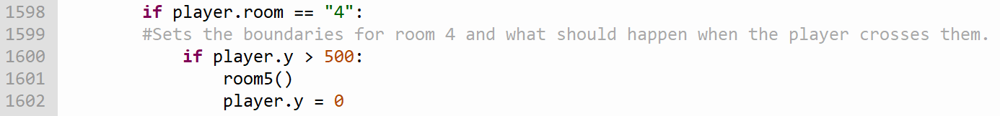 1598 if player.room == "4":
1599 #Sets the boundaries for room 4 and what should happen when the player crosses them.
1600 if player.y > 500:
1601 room5()
1602 player.y = 0